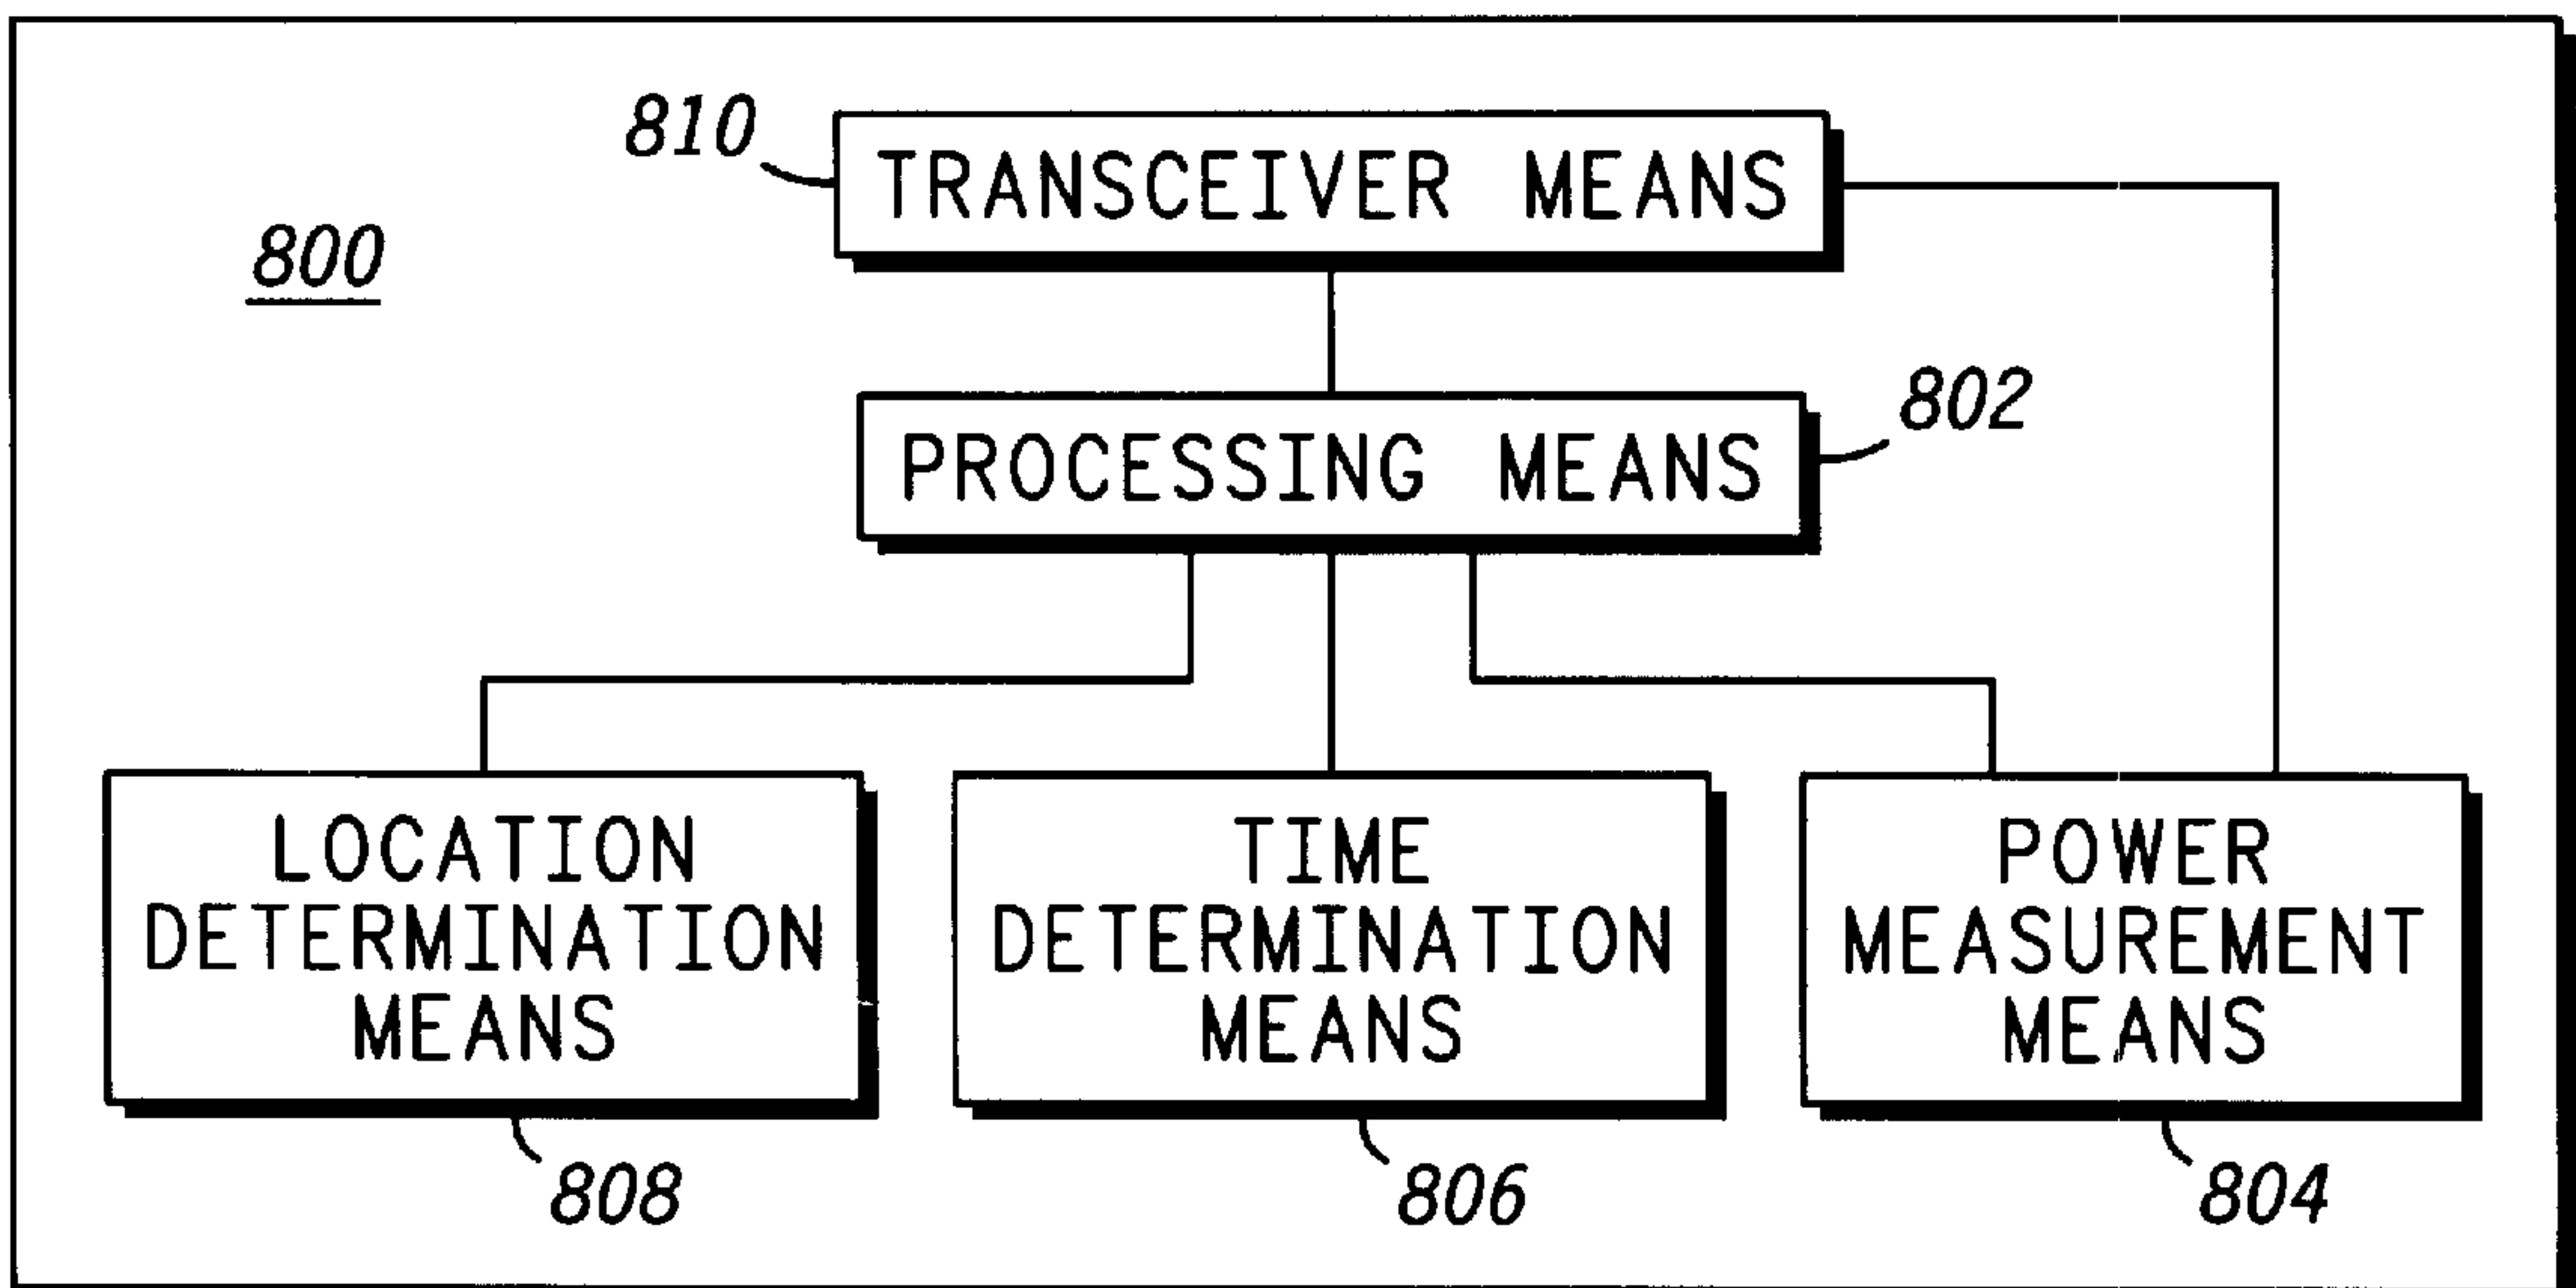 810
TRANSCEIVER MEANS
800
802
PROCESSING MEANS
LOCATION
DETERMINATION
MEANS
TIME
DETERMINATION
MEANS
POWER
MEASUREMENT
MEANS
808
806
804